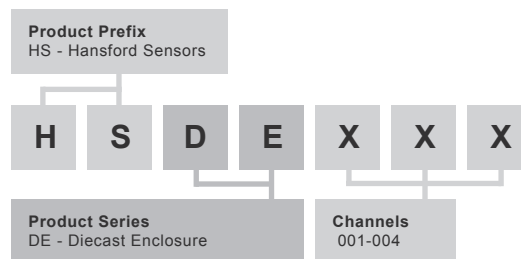 Product Prefix
HS - Hansford Sensors
H S D E X X X
Product Series
DE - Diecast Enclosure
Channels
001-004